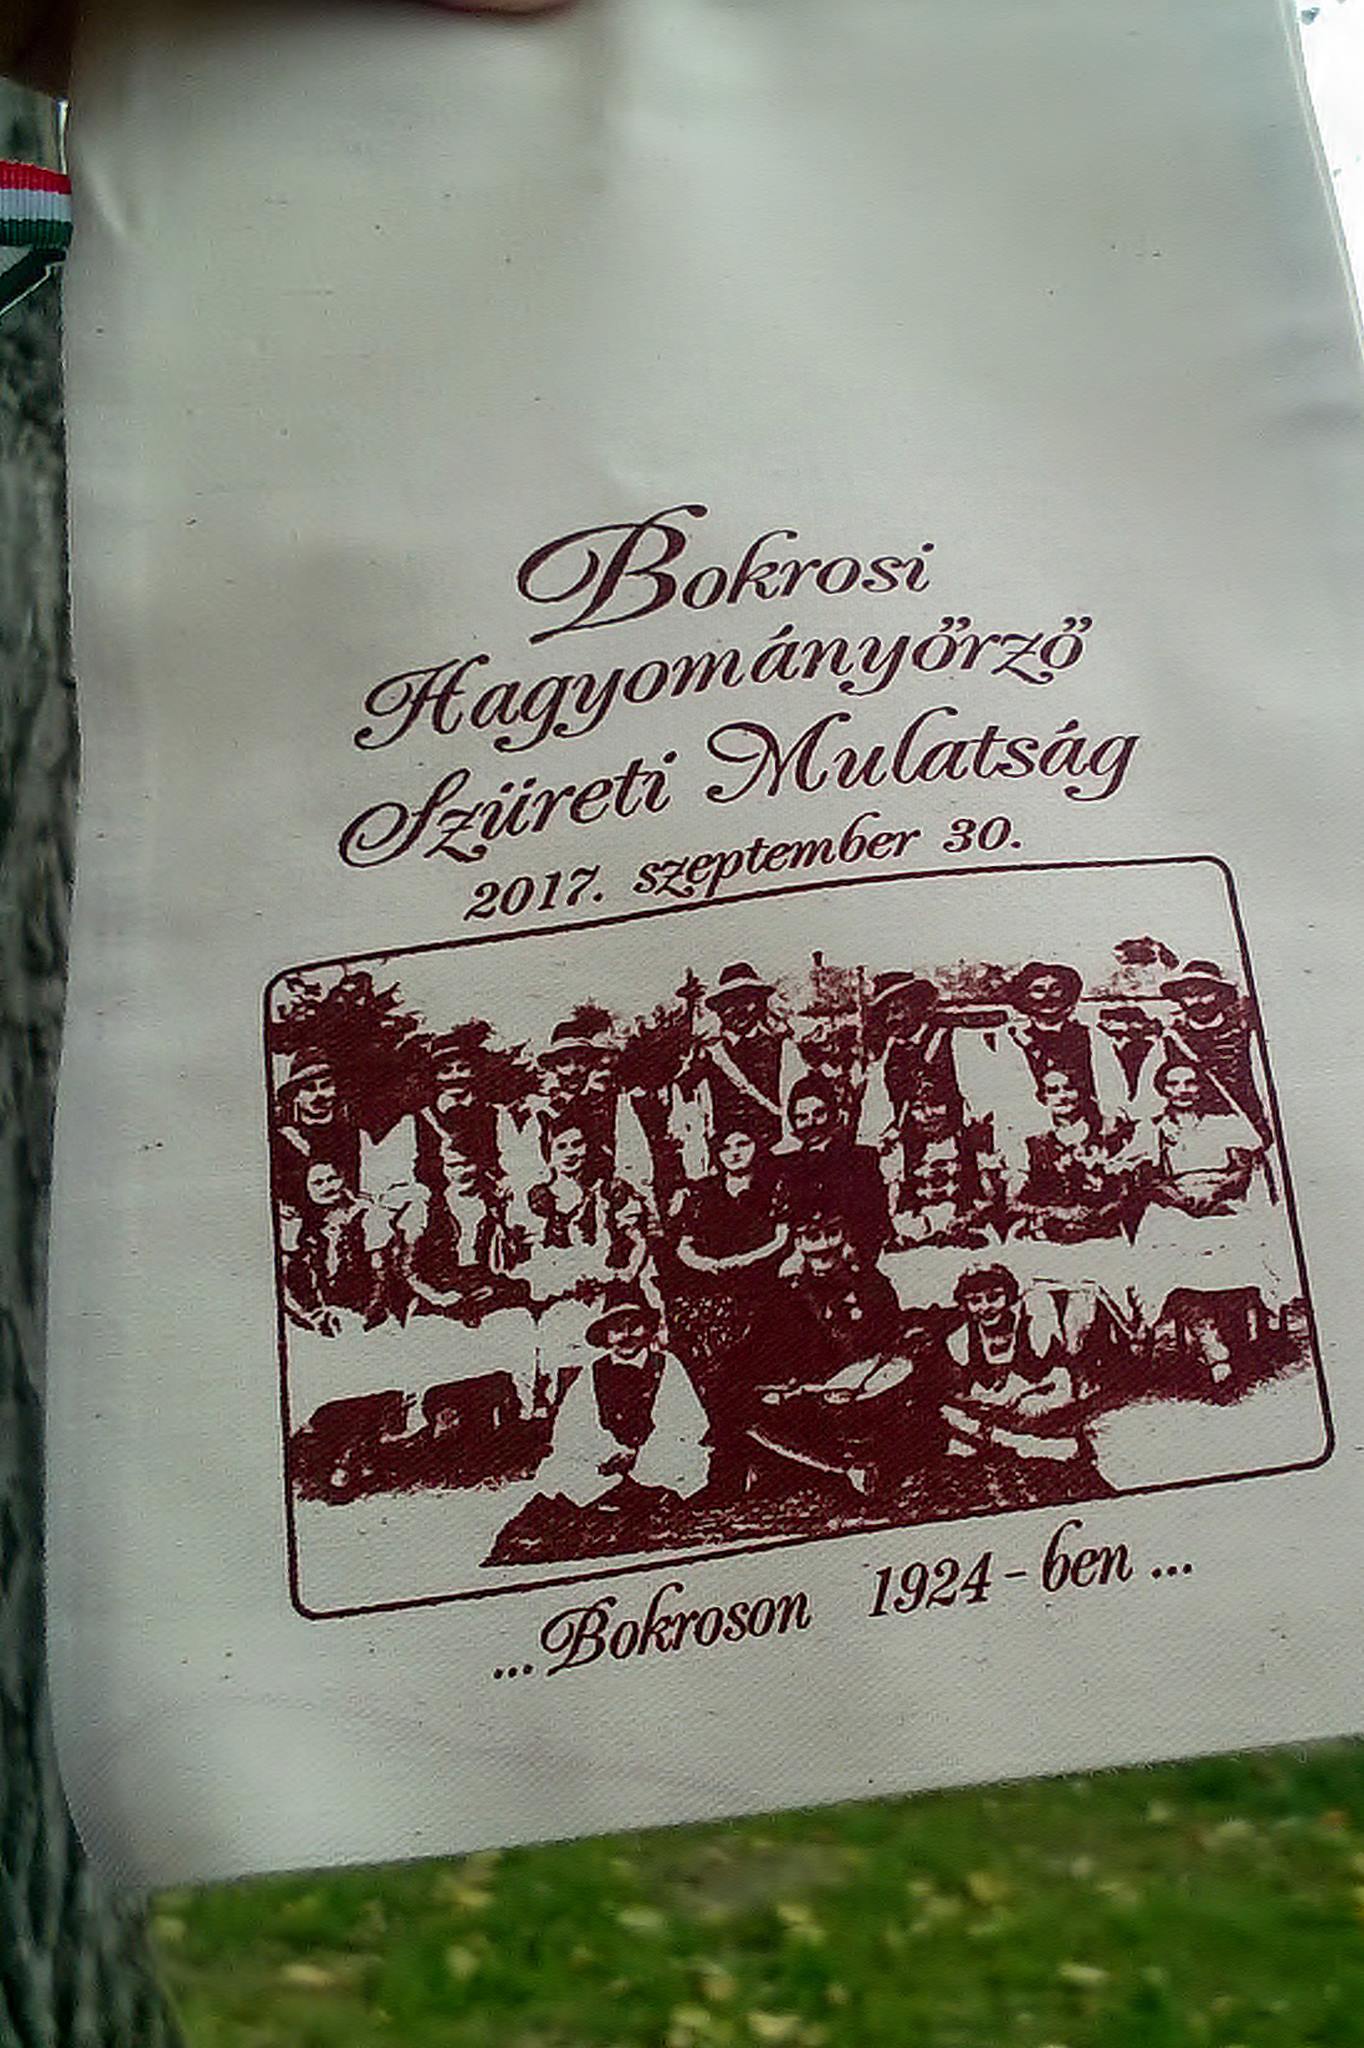 Bokrosi
Hagyományőrző
Szüreti Mulatság
2017. szeptember 30.
... Bokroson 1924 - ben ...